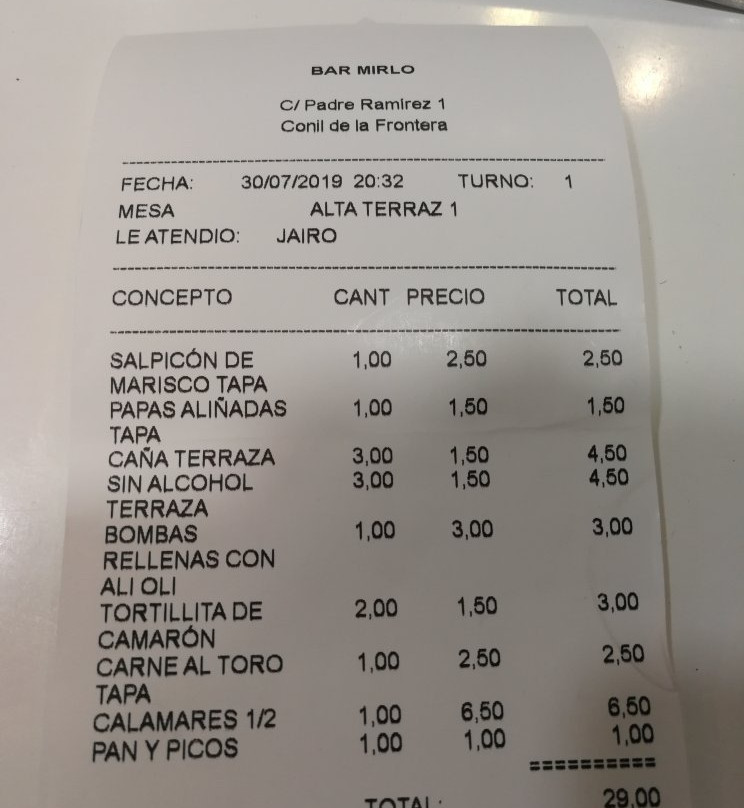 BAR MIRLO
C/ Padre Ramirez 1
Conil de la Frontera
FECHA: 30/07/2019 20:32 TURNO: 1
MESA ALTA TERRAZ 1
LE ATENDIO: JAIRO
CONCEPTO CANT PRECIO TOTAL
SALPICÓN DE 1,00 2,50 2,50
MARISCO TAPA
PAPAS ALIÑADAS 1,00 1,50 1,50
TAPA
CAÑA TERRAZA 3,00 1,50 4,50
SIN ALCOHOL 3,00 1,50 4,50
TERRAZA
BOMBAS 1,00 3,00 3,00
RELLENAS CON
ALI OLI
TORTILLITA DE 2,00 1,50 3,00
CAMARÓN
CARNE AL TORO 1,00 2,50 2,50
TAPA
CALAMARES 1/2 1,00 6,50 6,50
PAN Y PICOS 1,00 1,00 1,00
==========
TOTAL: 29,00